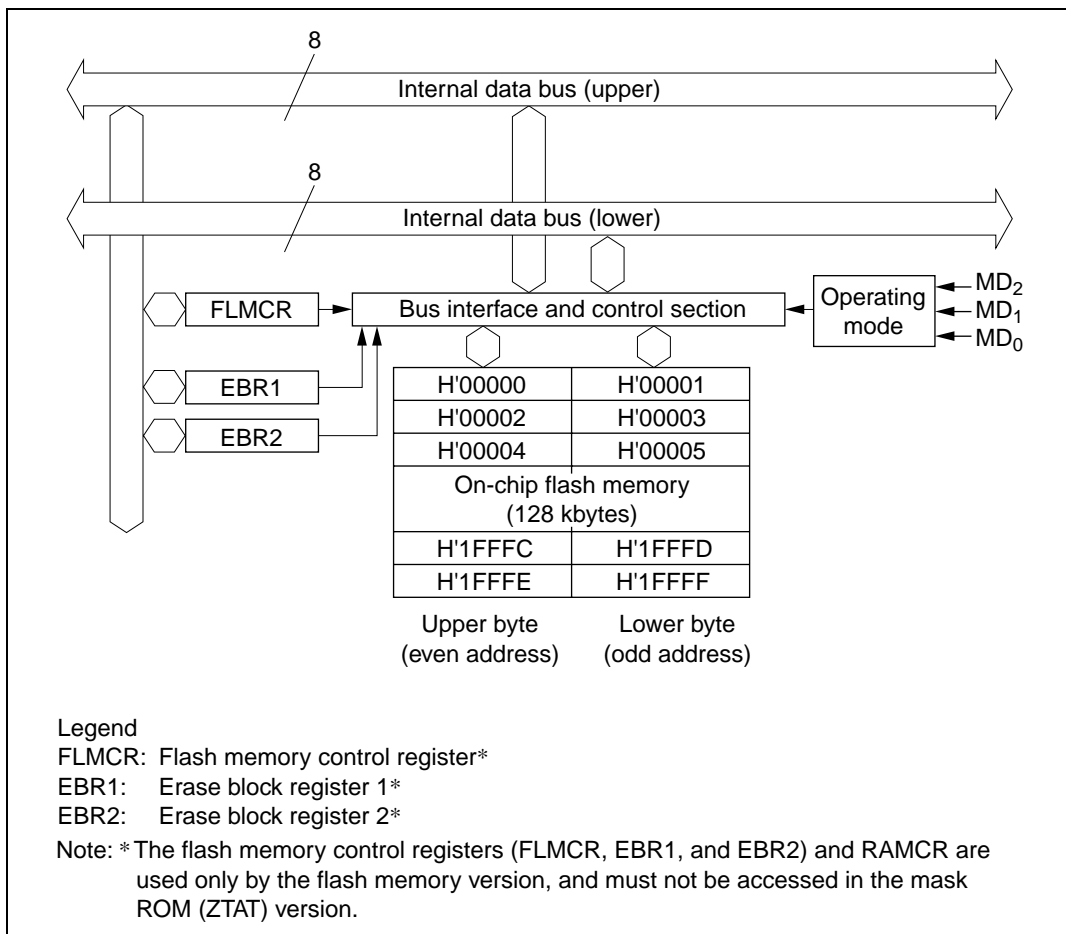 8
Internal data bus (upper)
8
Internal data bus (lower)
FLMCR
Bus interface and control section
Operating
mode
MD2
MD1
MD0
EBR1
EBR2
H'00000 H'00001
H'00002 H'00003
H'00004 H'00005
On-chip flash memory
(128 kbytes)
H'1FFFC H'1FFFD
H'1FFFE H'1FFFF
Upper byte
(even address)
Lower byte
(odd address)
Legend
FLMCR: Flash memory control register*
EBR1: Erase block register 1*
EBR2: Erase block register 2*
Note: * The flash memory control registers (FLMCR, EBR1, and EBR2) and RAMCR are
used only by the flash memory version, and must not be accessed in the mask
ROM (ZTAT) version.